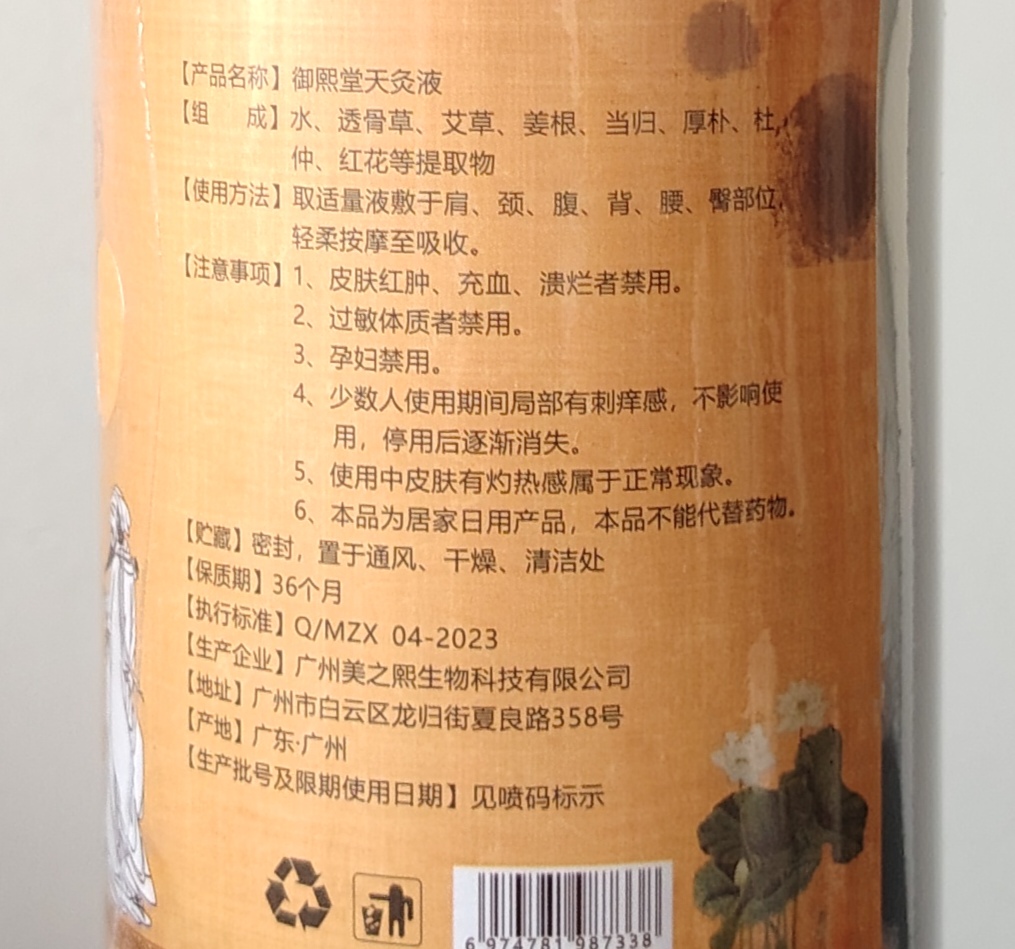 【产品名称】御熙堂天灸液
【组 成】水、透骨草、艾草、姜根、当归、厚朴、杜
仲、红花等提取物
【使用方法】取适量液敷于肩、颈、腹、背、腰、臀部位,
轻柔按摩至吸收。
【注意事项】1、皮肤红肿、充血、溃烂者禁用。
2、过敏体质者禁用。
3、孕妇禁用。
4、少数人使用期间局部有刺痒感，不影响使
用，停用后逐渐消失。
5、使用中皮肤有灼热感属于正常现象。
6、本品为居家日用产品，本品不能代替药物。
【贮藏】密封，置于通风、干燥、清洁处
【保质期】36个月
【执行标准】Q/MZX 04-2023
【生产企业】广州美之熙生物科技有限公司
【地址】广州市白云区龙归街夏良路358号
【产地】广东·广州
【生产批号及限期使用日期】见喷码标示
6 974781 987338